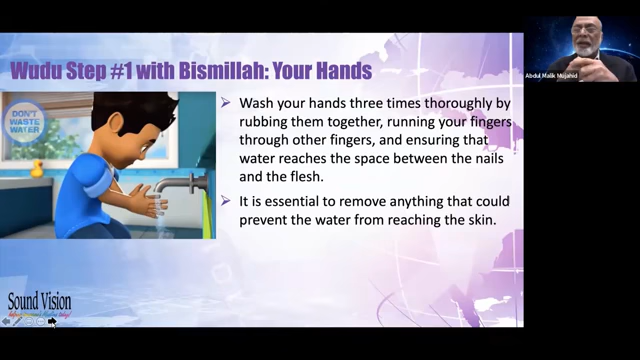 Wudu Step #1 with Bismillah: Your Hands
DON'T
WASTE
WATER
Wash your hands three times thoroughly by
rubbing them together, running your fingers
through other fingers, and ensuring that
water reaches the space between the nails
and the flesh.
It is essential to remove anything that could
prevent the water from reaching the skin.
Sound Vision
Abdul Malik Mujahid